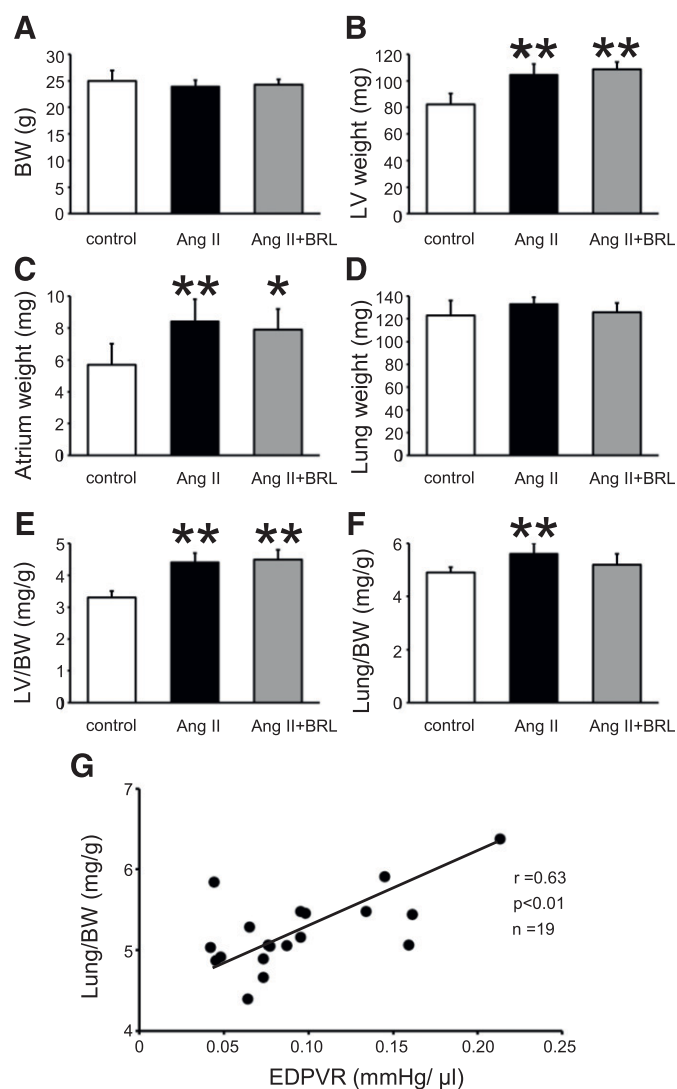 A
30
25
20
15
10
5
0
BW (g)
control Ang II Ang II+BRL
B
120
100
80
60
40
20
0
LV weight (mg)
** **
control Ang II Ang II+BRL
C
10
8
6
4
2
0
Atrium weight (mg)
** *
control Ang II Ang II+BRL
D
140
120
100
80
60
40
20
0
Lung weight (mg)
control Ang II Ang II+BRL
E
5
4
3
2
1
0
LV/BW (mg/g)
** **
control Ang II Ang II+BRL
F
6
4
2
0
Lung/BW (mg/g)
**
control Ang II Ang II+BRL
G
7
6
5
4
Lung/BW (mg/g)
r =0.63
p<0.01
n =19
0 0.05 0.10 0.15 0.20 0.25
EDPVR (mmHg/ µl)